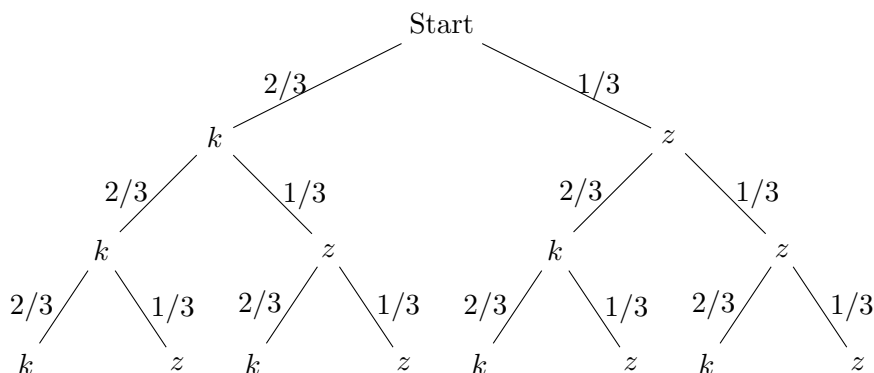 Start
2/3 1/3
k z
2/3 1/3 2/3 1/3
k z k z
2/3 1/3 2/3 1/3 2/3 1/3 2/3 1/3
k z k z k z k z